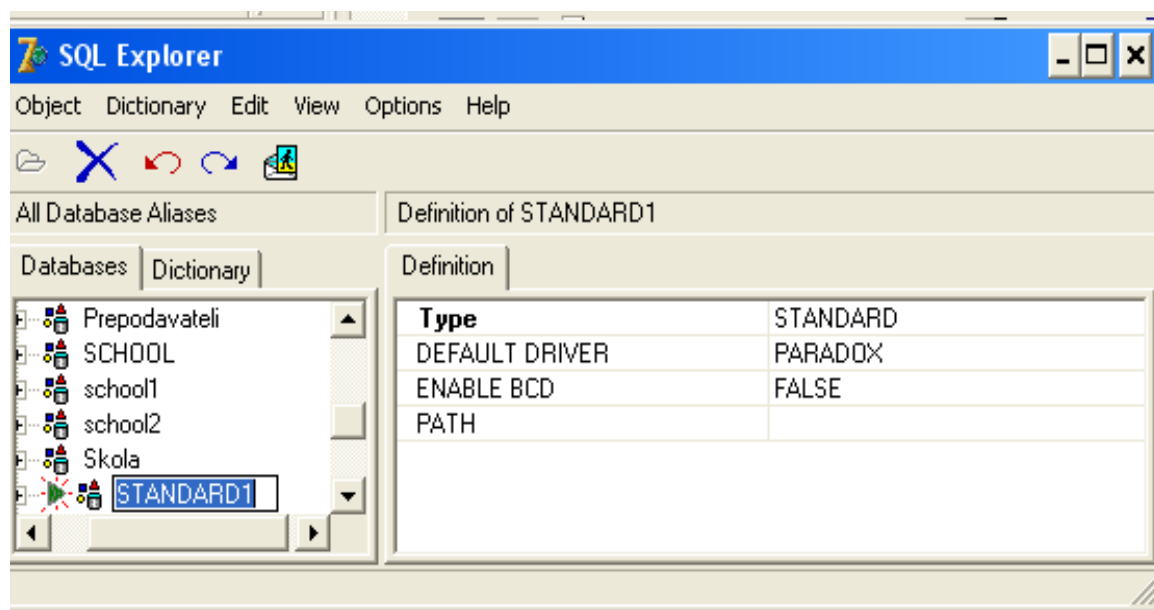 SQL Explorer
Object Dictionary Edit View Options Help
All Database Aliases
Definition of STANDARD1
Databases Dictionary
Definition
Prepodavateli
SCHOOL
school1
school2
Skola
STANDARD1
Type STANDARD
DEFAULT DRIVER PARADOX
ENABLE BCD FALSE
PATH